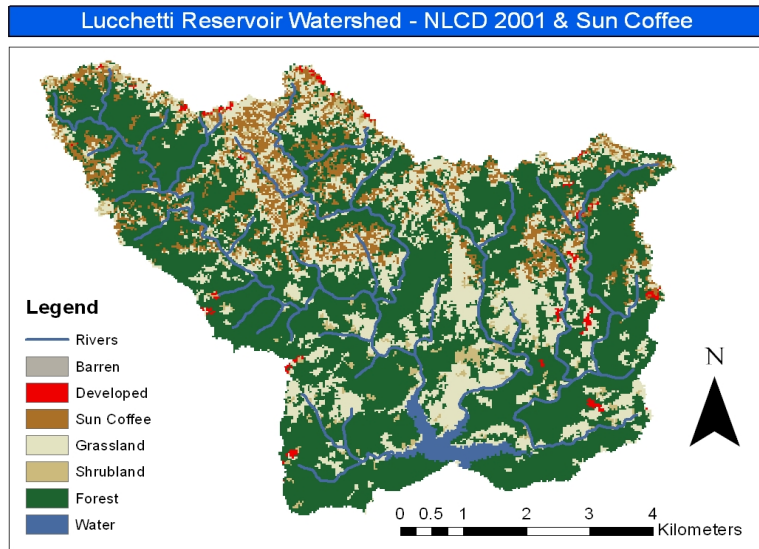 Lucchetti Reservoir Watershed - NLCD 2001 & Sun Coffee
Legend
Rivers
Barren
Developed
Sun Coffee
Grassland
Shrubland
Forest
Water
N
0 0.5 1 2 3 4
Kilometers